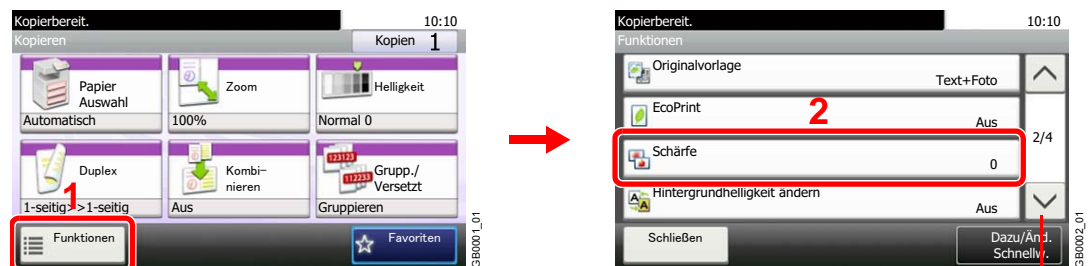 Kopierbereit. 10:10
Kopieren Kopien 1
Papier
Auswahl
Automatisch
Zoom
100%
Helligkeit
Normal 0
Duplex
1-seitig>>1-seitig
Kombi-
nieren
Aus
123123
112233
Grupp./
Versetzt
Gruppieren
1
Funktionen
Favoriten
GB0001_01
Kopierbereit. 10:10
Funktionen
Originalvorlage
Text+Foto
EcoPrint
Aus
2
Schärfe
0
2/4
Hintergrundhelligkeit ändern
Aus
Schließen
Dazu/Änd.
Schnellw.
GB0002_01